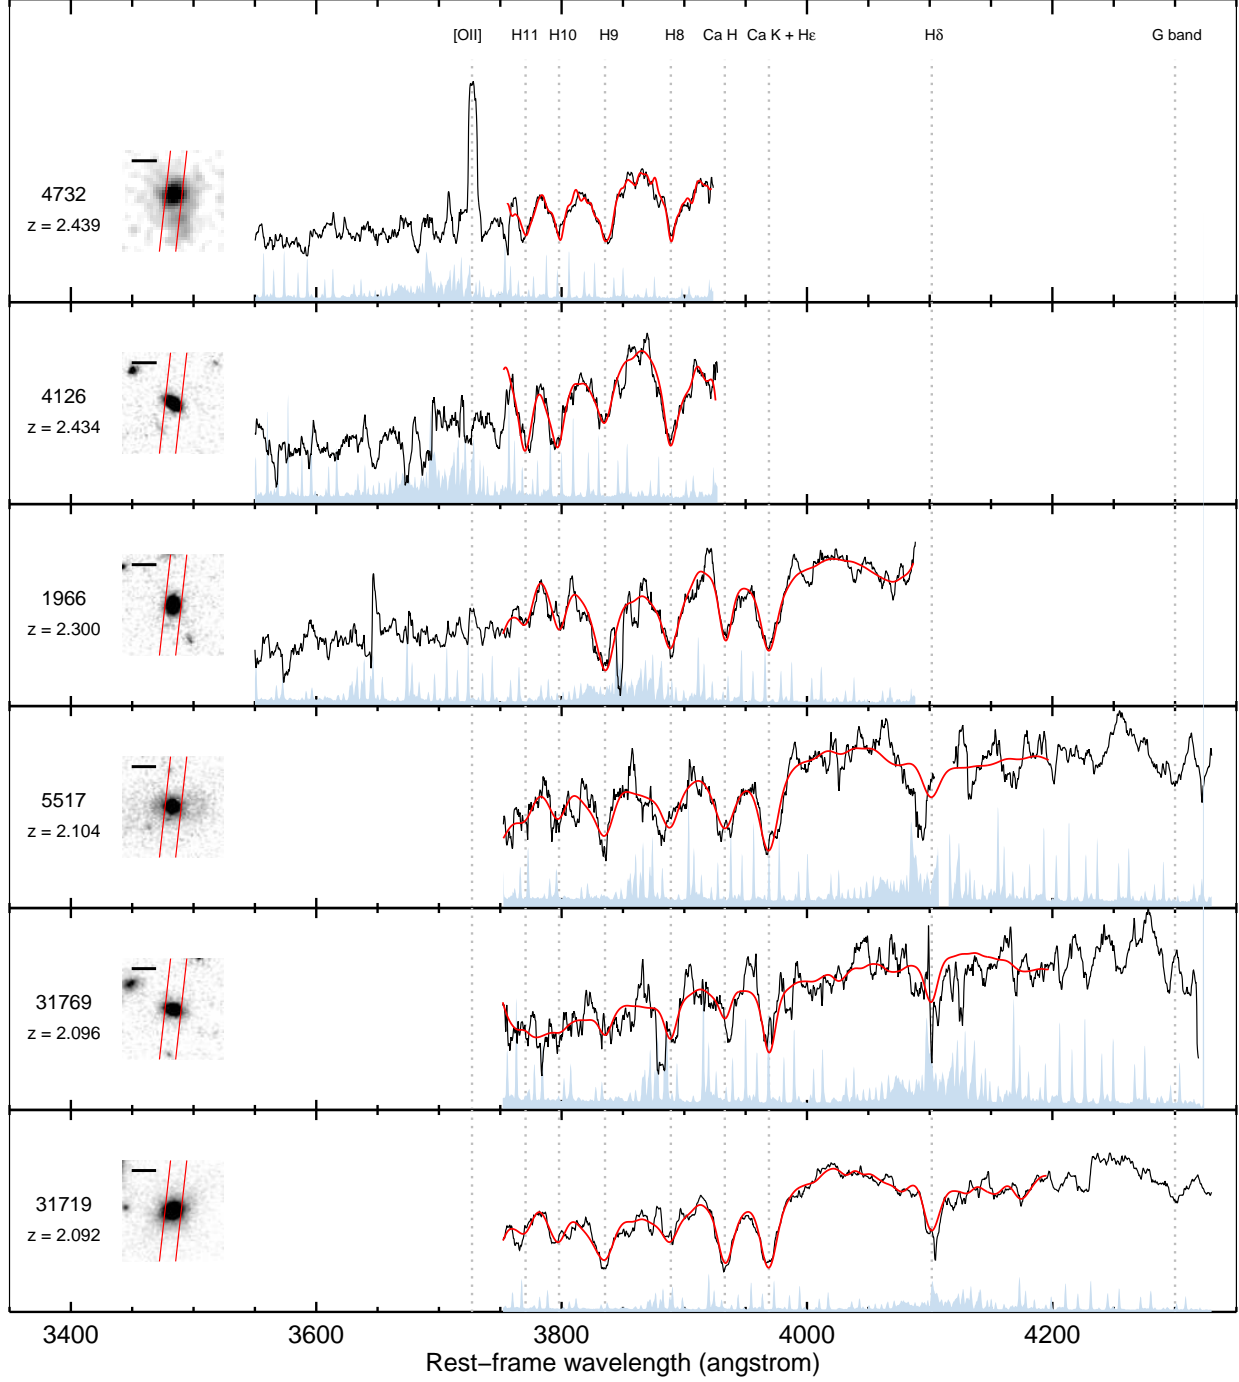 [OII] H11 H10 H9 H8 Ca H Ca K + Hε Hδ G band
4732
z = 2.439
4126
z = 2.434
1966
z = 2.300
5517
z = 2.104
31769
z = 2.096
31719
z = 2.092
3400 3600 3800 4000 4200
Rest−frame wavelength (angstrom)